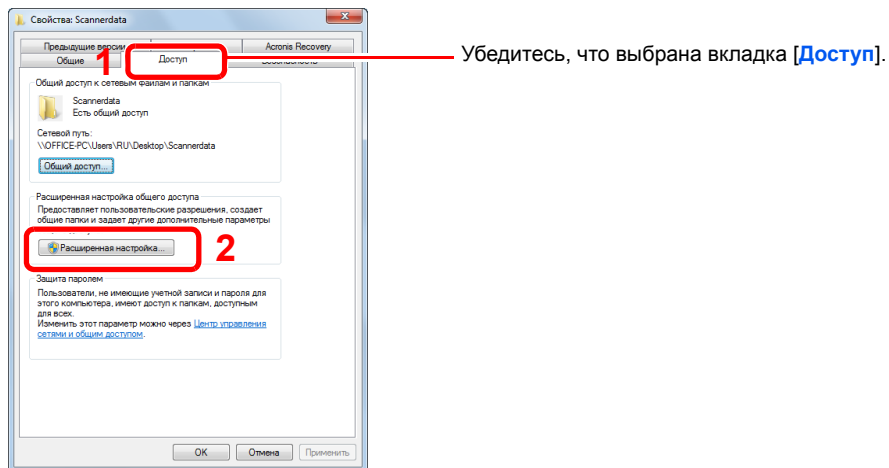 Свойства: Scannerdata
Предыдущие версии
Acronis Recovery
Общие
1
Доступ
Убедитесь, что выбрана вкладка [Доступ].
Общий доступ к сетевым файлам и папкам
Scannerdata
Есть общий доступ
Сетевой путь:
\\OFFICE-PC\Users\RU\Desktop\Scannerdata
Общий доступ...
Расширенная настройка общего доступа
Предоставляет пользовательские разрешения, создает
общие папки и задает другие дополнительные параметры
Расширенная настройка...
2
Защита паролем
Пользователи, не имеющие учетной записи и пароля для
этого компьютера, имеют доступ к папкам, доступным
для всех.
Изменить этот параметр можно через Центр управления
сетями и общим доступом.
OK
Отмена
Применить